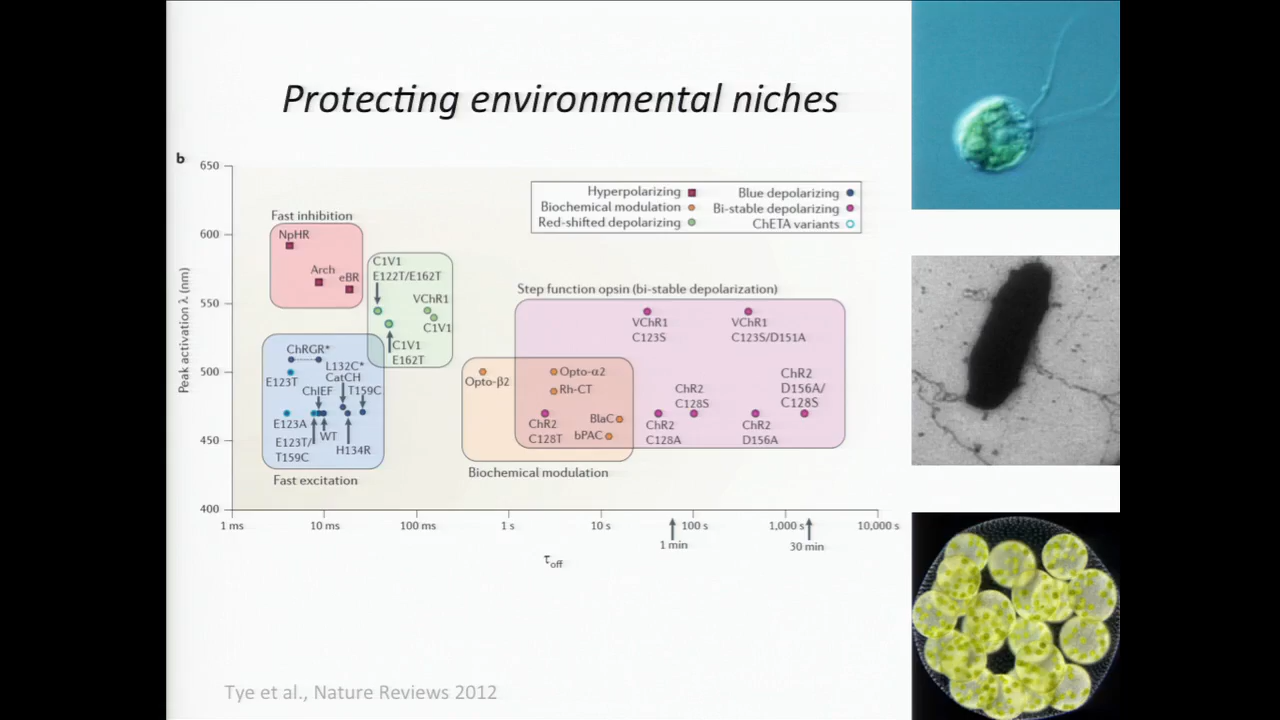 Protecting environmental niches
b
650
600
550
500
450
400
Peak activation λ (nm)
Hyperpolarizing
Biochemical modulation
Red-shifted depolarizing
Blue depolarizing
Bi-stable depolarizing
ChETA variants
Fast inhibition
NpHR
Arch
eBR
C1V1
E122T/E162T
VChR1
C1V1
C1V1
E162T
Step function opsin (bi-stable depolarization)
VChR1
C123S
VChR1
C123S/D151A
ChRGR*
L132C*
CatCH
E123T
ChIEF
T159C
E123A
WT
E123T/
T159C
H134R
Fast excitation
Opto-β2
Opto-α2
Rh-CT
ChR2
C128T
BlaC
bPAC
Biochemical modulation
ChR2
C128S
ChR2
C128A
ChR2
D156A
ChR2
D156A/
C128S
1 ms
10 ms
100 ms
1 s
10 s
100 s
1,000 s
10,000 s
1 min
30 min
τoff
Tye et al., Nature Reviews 2012